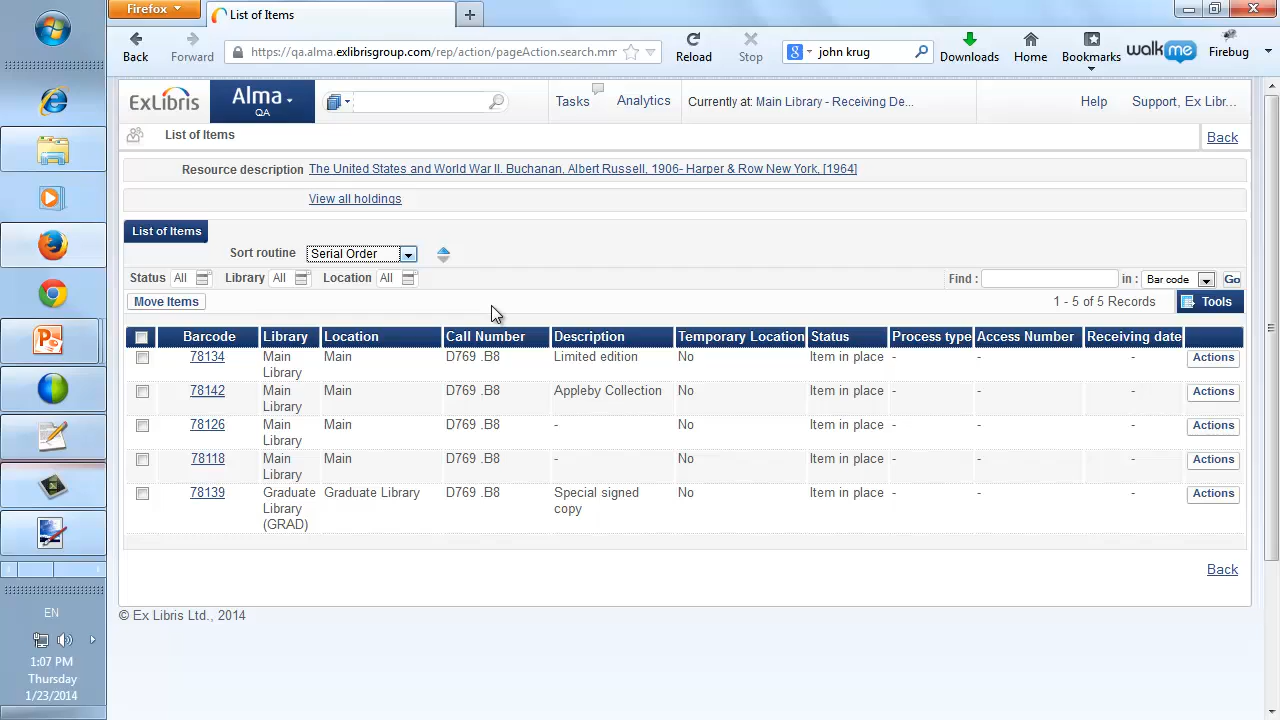 Firefox
List of Items
Back
Forward
https://qa.alma.exlibrisgroup.com/rep/action/pageAction.search.mm
Reload
Stop
john krug
Downloads
Home
Bookmarks
walkme
Firebug
ExLibris
Alma
QA
Tasks
Analytics
Currently at: Main Library - Receiving De...
Help
Support, Ex Libr...
List of Items
Back
Resource description The United States and World War II. Buchanan, Albert Russell, 1906- Harper & Row New York, [1964]
View all holdings
List of Items
Sort routine Serial Order
Status All Library All Location All Find : in : Bar code Go
Move Items 1 - 5 of 5 Records Tools
Barcode Library Location Call Number Description Temporary Location Status Process type Access Number Receiving date
78134 Main Library Main D769 .B8 Limited edition No Item in place - - - Actions
78142 Main Library Main D769 .B8 Appleby Collection No Item in place - - - Actions
78126 Main Library Main D769 .B8 - No Item in place - - - Actions
78118 Main Library Main D769 .B8 - No Item in place - - - Actions
78139 Graduate Library (GRAD) Graduate Library D769 .B8 Special signed copy No Item in place - - - Actions
Back
© Ex Libris Ltd., 2014
EN
1:07 PM
Thursday
1/23/2014